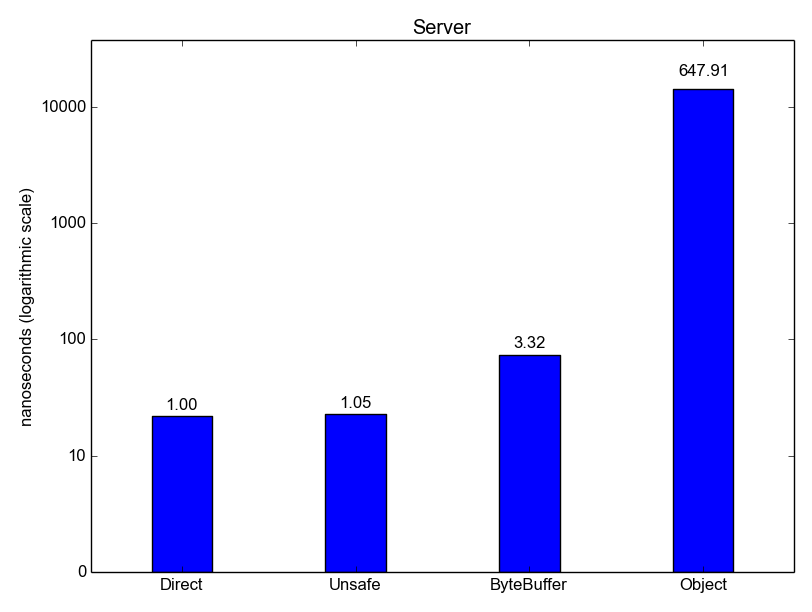 Server
nanoseconds (logarithmic scale)
10000
1000
100
10
0
1.00
1.05
3.32
647.91
Direct
Unsafe
ByteBuffer
Object